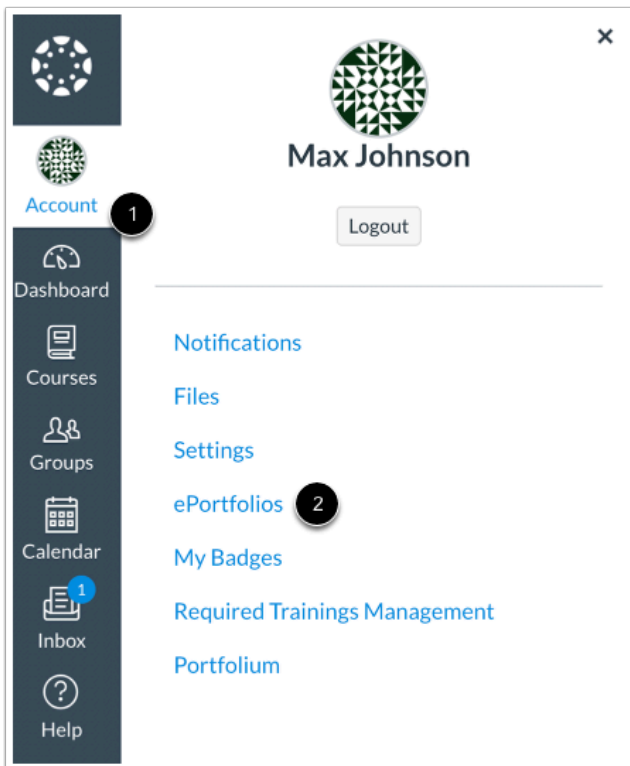 Account
1
Dashboard
Courses
Groups
Calendar
1
Inbox
Help
Max Johnson
Logout
Notifications
Files
Settings
ePortfolios 2
My Badges
Required Trainings Management
Portfolium